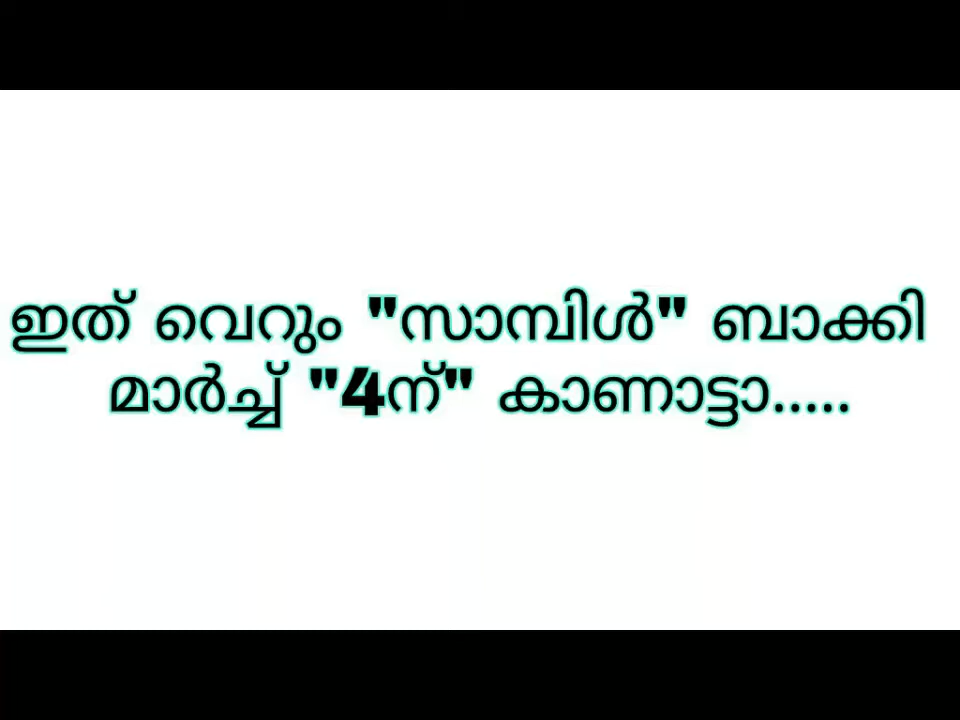 ഇത് വെറും "സാമ്പിൾ" ബാക്കി
മാർച്ച് "4ന്" കാണാട്ടാ.....